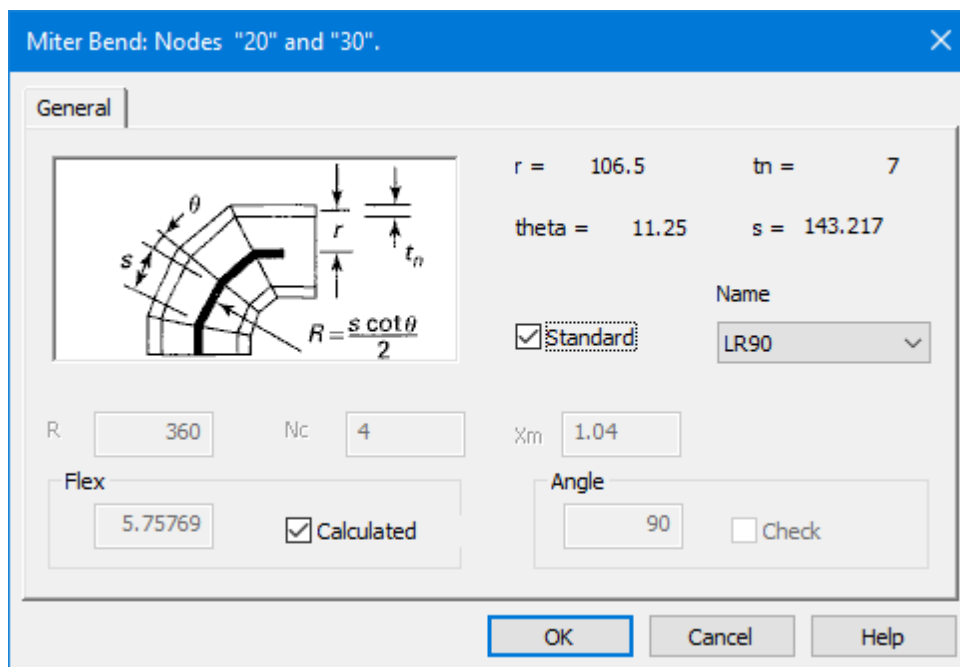 Miter Bend: Nodes "20" and "30".
General
r = 106.5 tn = 7
theta = 11.25 s = 143.217
θ
s
r
tn
R = s cot θ
2
Name
Standard LR90
R 360 Nc 4 Xm 1.04
Flex Angle
5.75769 Calculated 90 Check
OK Cancel Help